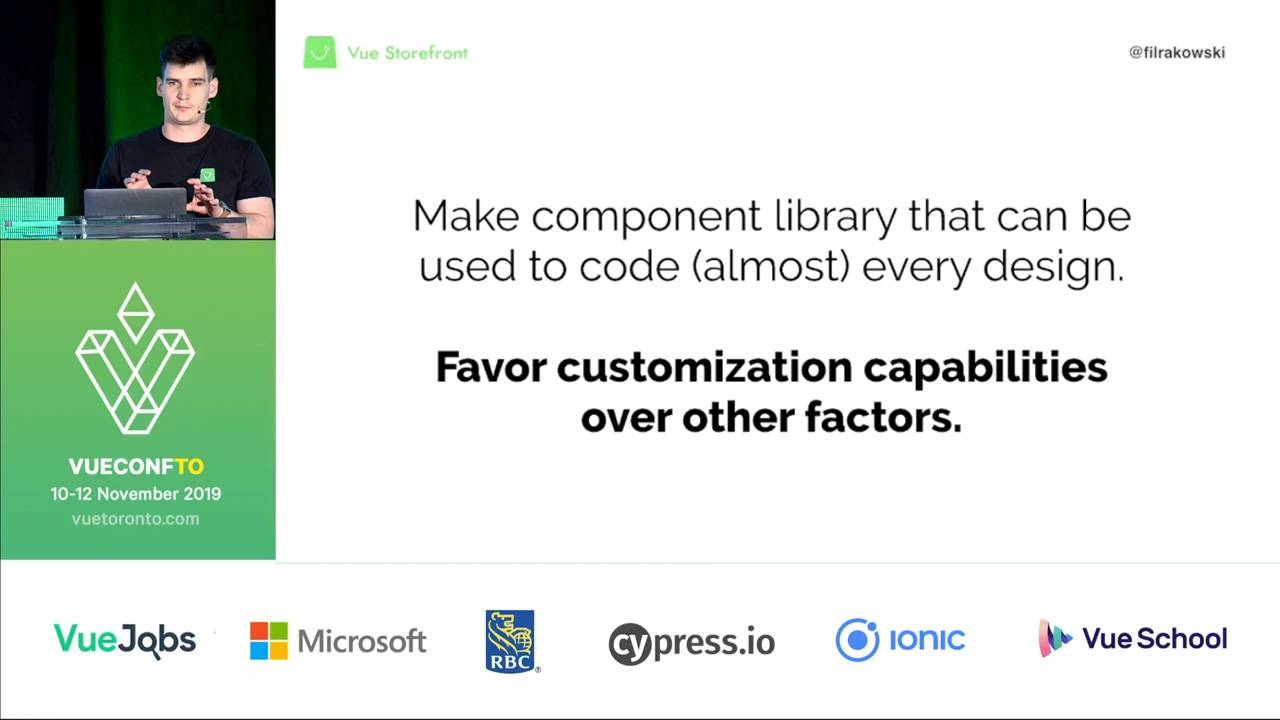 Vue Storefront
@filrakowski
Make component library that can be
used to code (almost) every design.
Favor customization capabilities
over other factors.
VUECONFTO
10-12 November 2019
vuetoronto.com
VueJobs
Microsoft
RBC
®
cypress.io
IONIC
Vue School